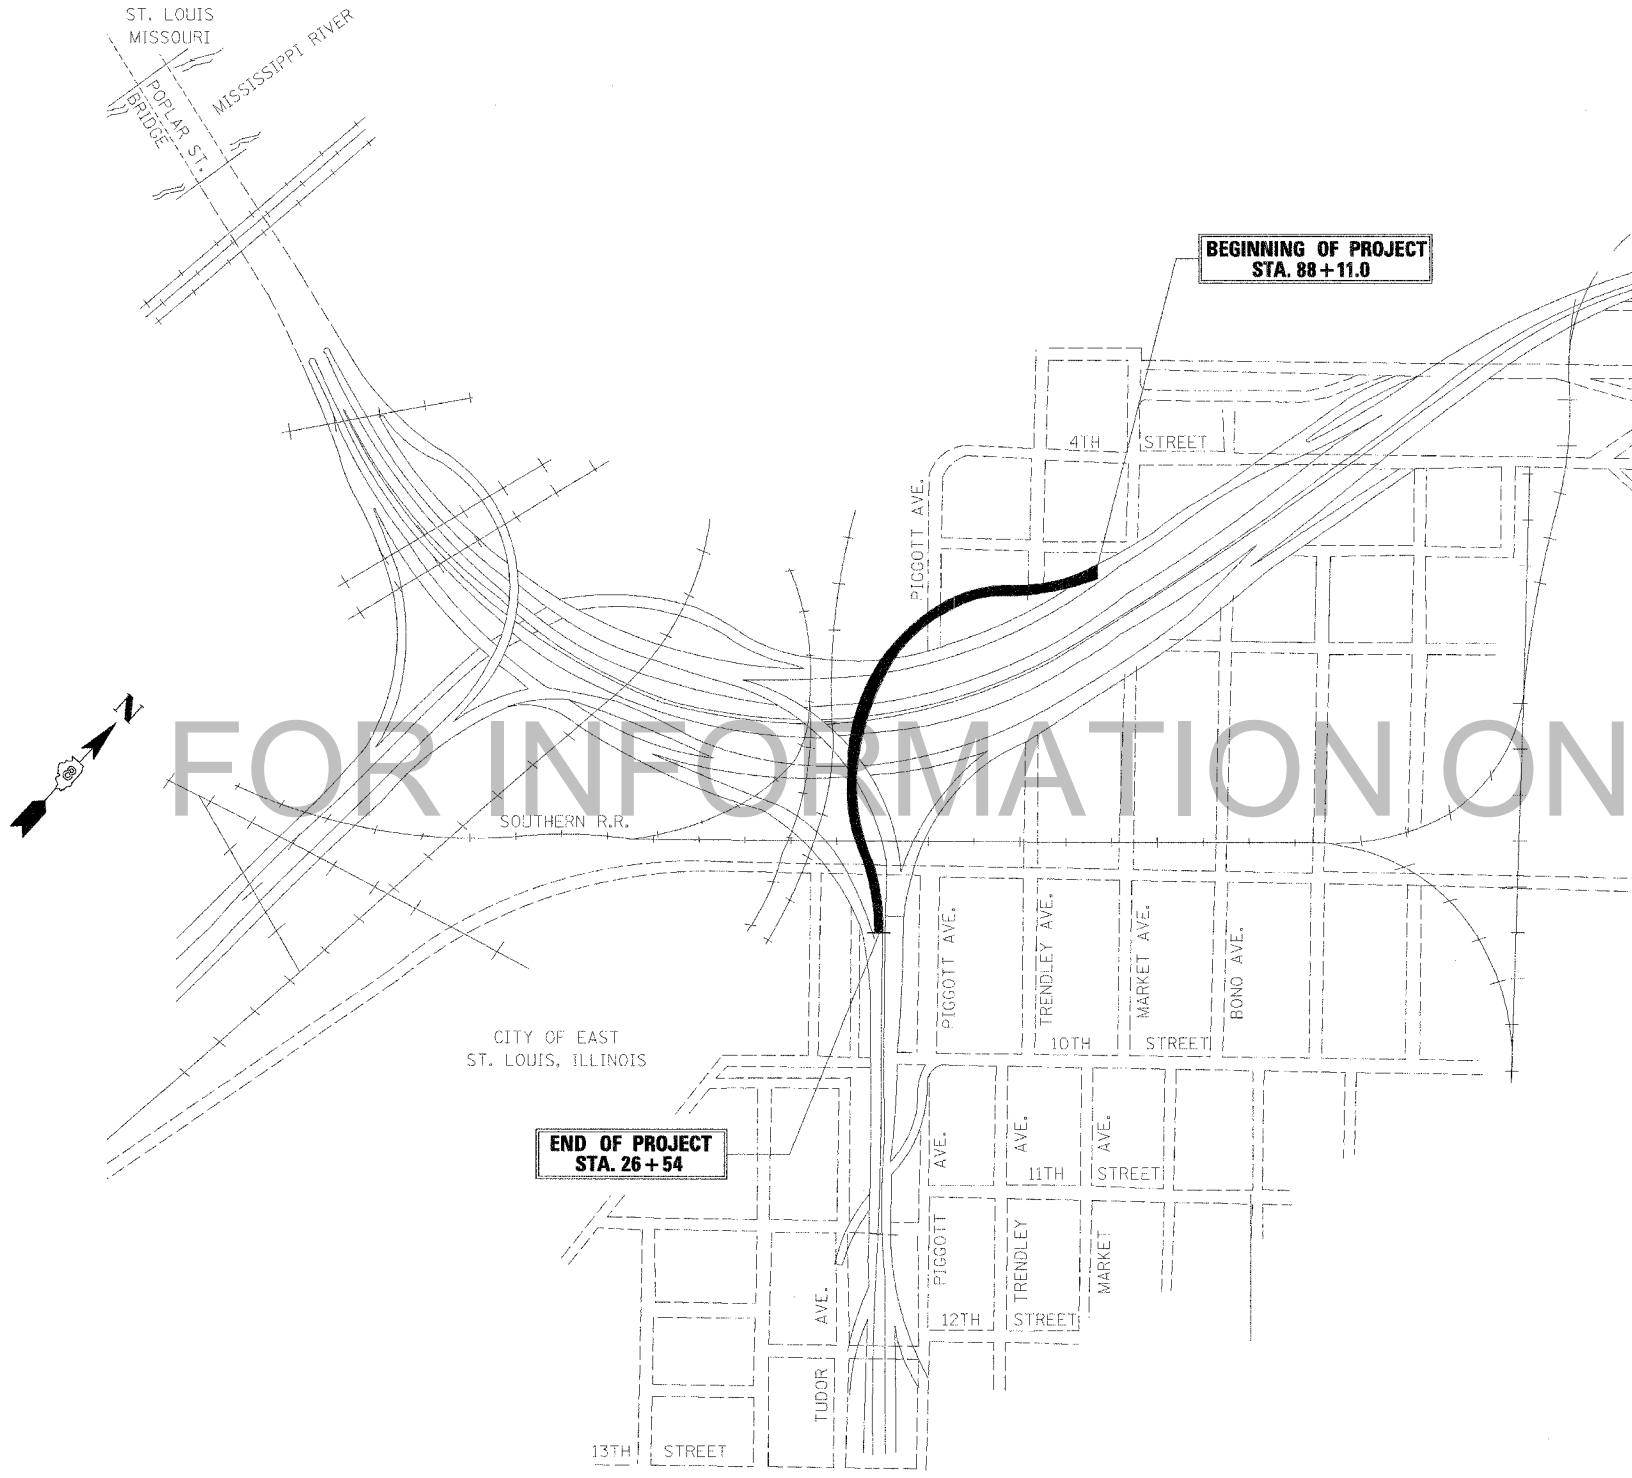 ST. LOUIS
MISSOURI
MISSISSIPPI RIVER
POPLAR ST.
BRIDGE
BEGINNING OF PROJECT
STA. 88+11.0
4TH STREET
PIGGOTT AVE.
N
FOR INFORMATION ON
SOUTHERN R.R.
PIGGOTT AVE.
TRENDLEY AVE.
MARKET AVE.
BOND AVE.
10TH STREET
CITY OF EAST
ST. LOUIS, ILLINOIS
END OF PROJECT
STA. 26+54
PIGGOTT AVE.
TRENDLEY AVE.
MARKET AVE.
11TH STREET
12TH STREET
TUDOR AVE.
13TH STREET